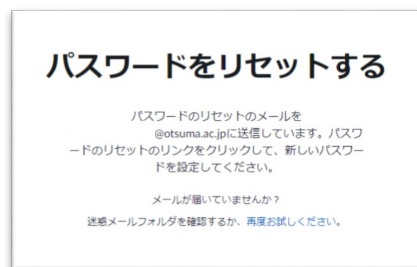 パスワードをリセットする
パスワードのリセットのメールを
@otsuma.ac.jpに送信しています。パスワ
ードのリセットのリンクをクリックして、新しいパスワー
ドを設定してください。
メールが届いていませんか？
迷惑メールフォルダを確認するか、再度お試しください。